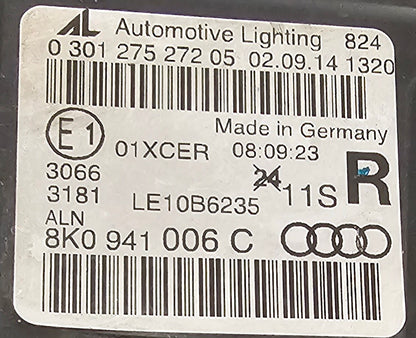 AL Automotive Lighting 824
0 301 275 272 05 02.09.14 1320
Made in Germany
E1 01XCER 08:09:23
3066 24 R
3181 LE10B6235 11S
ALN
8K0 941 006 C